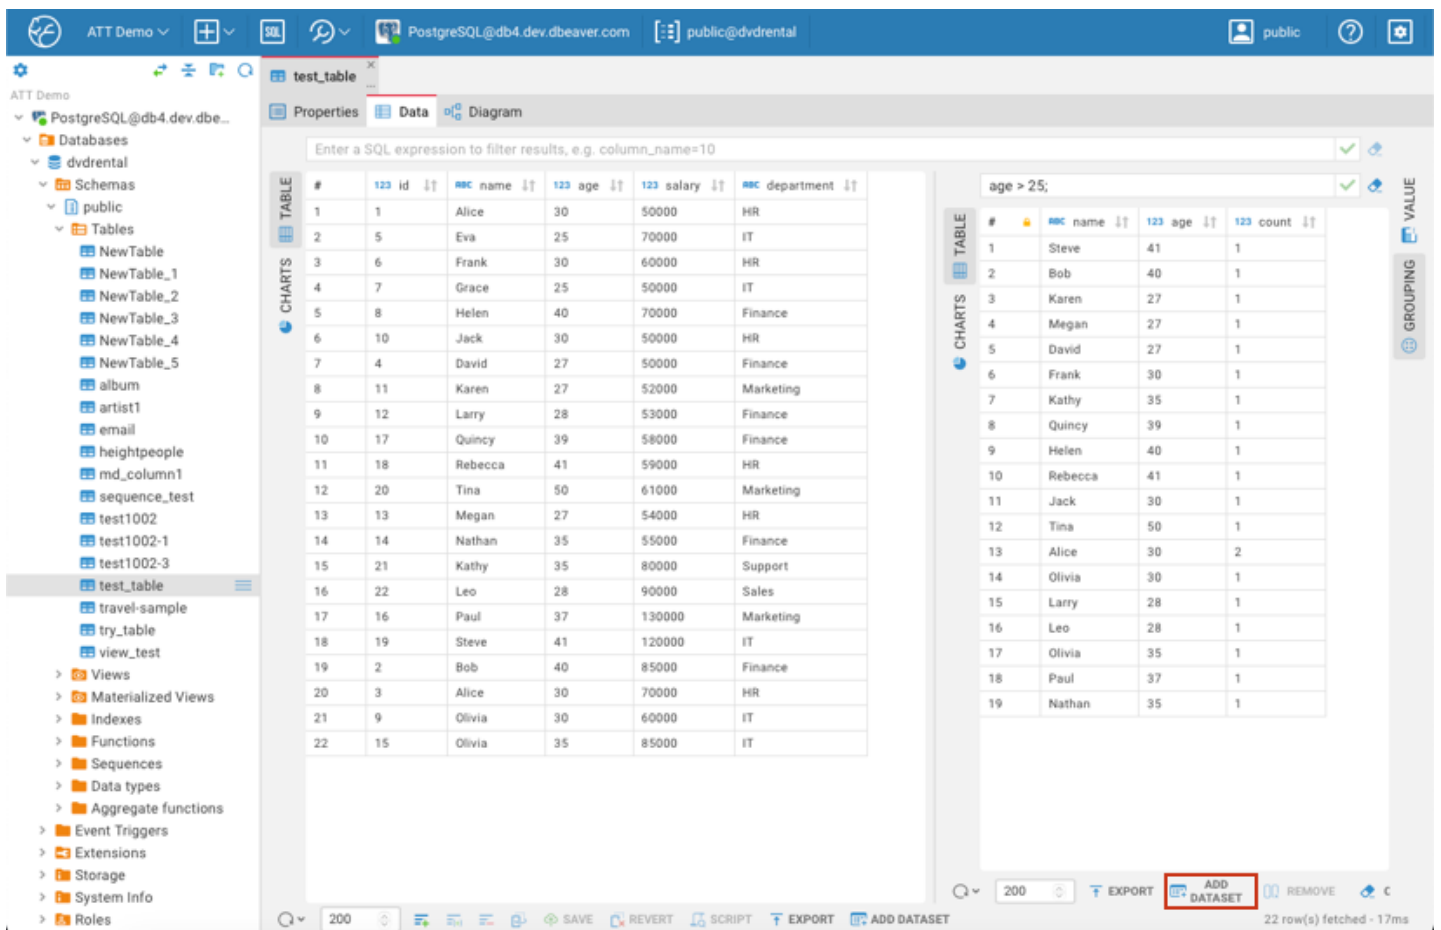 ATT Demo SQL PostgreSQL@db4.dev.dbeaver.com public@dvdrental public
ATT Demo
PostgreSQL@db4.dev.dbe...
Databases
dvdrental
Schemas
public
Tables
NewTable
NewTable_1
NewTable_2
NewTable_3
NewTable_4
NewTable_5
album
artist1
email
heightpeople
md_column1
sequence_test
test1002
test1002-1
test1002-3
test_table
travel-sample
try_table
view_test
Views
Materialized Views
Indexes
Functions
Sequences
Data types
Aggregate functions
Event Triggers
Extensions
Storage
System Info
Roles
test_table
Properties Data Diagram
Enter a SQL expression to filter results, e.g. column_name=10
TABLE
CHARTS
# 123 id ABC name 123 age 123 salary ABC department
1 1 Alice 30 50000 HR
2 5 Eva 25 70000 IT
3 6 Frank 30 60000 HR
4 7 Grace 25 50000 IT
5 8 Helen 40 70000 Finance
6 10 Jack 30 50000 HR
7 4 David 27 50000 Finance
8 11 Karen 27 52000 Marketing
9 12 Larry 28 53000 Finance
10 17 Quincy 39 58000 Finance
11 18 Rebecca 41 59000 HR
12 20 Tina 50 61000 Marketing
13 13 Megan 27 54000 HR
14 14 Nathan 35 55000 Finance
15 21 Kathy 35 80000 Support
16 22 Leo 28 90000 Sales
17 16 Paul 37 130000 Marketing
18 19 Steve 41 120000 IT
19 2 Bob 40 85000 Finance
20 3 Alice 30 70000 HR
21 9 Olivia 30 60000 IT
22 15 Olivia 35 85000 IT
200 SAVE REVERT SCRIPT EXPORT ADD DATASET
age > 25;
TABLE
CHARTS
# ABC name 123 age 123 count
1 Steve 41 1
2 Bob 40 1
3 Karen 27 1
4 Megan 27 1
5 David 27 1
6 Frank 30 1
7 Kathy 35 1
8 Quincy 39 1
9 Helen 40 1
10 Rebecca 41 1
11 Jack 30 1
12 Tina 50 1
13 Alice 30 2
14 Olivia 30 1
15 Larry 28 1
16 Leo 28 1
17 Olivia 35 1
18 Paul 37 1
19 Nathan 35 1
200 EXPORT ADD DATASET REMOVE C
22 row(s) fetched - 17ms
VALUE
GROUPING